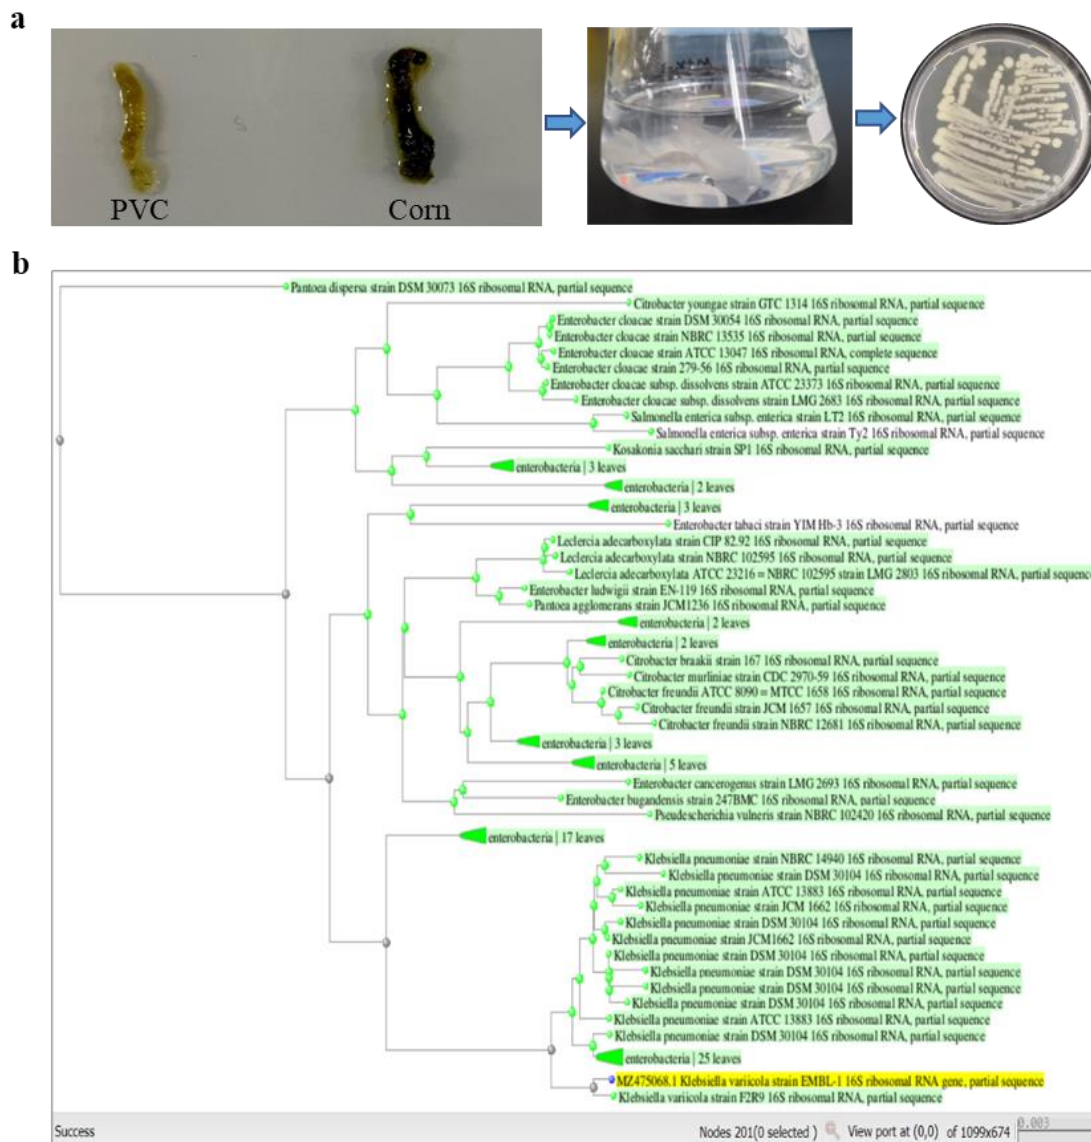 a
PVC
Corn
b
Pantoea dispersa strain DSM 30073 16S ribosomal RNA, partial sequence
Citrobacter youngae strain GTC 1314 16S ribosomal RNA, partial sequence
Enterobacter cloacae strain DSM 30054 16S ribosomal RNA, partial sequence
Enterobacter cloacae strain NBRC 13535 16S ribosomal RNA, partial sequence
Enterobacter cloacae strain ATCC 13047 16S ribosomal RNA, complete sequence
Enterobacter cloacae strain 279-56 16S ribosomal RNA, partial sequence
Enterobacter cloacae subsp. dissolvens strain ATCC 23373 16S ribosomal RNA, partial sequence
Enterobacter cloacae subsp. dissolvens strain LMG 2683 16S ribosomal RNA, partial sequence
Salmonella enterica subsp. enterica strain LT2 16S ribosomal RNA, partial sequence
Salmonella enterica subsp. enterica strain Ty2 16S ribosomal RNA, partial sequence
Kosakonia sacchari strain SP1 16S ribosomal RNA, partial sequence
enterobacteria | 3 leaves
enterobacteria | 2 leaves
enterobacteria | 3 leaves
Enterobacter tabaci strain YIM Hb-3 16S ribosomal RNA, partial sequence
Leclercia adecarboxylata strain CIP 82.92 16S ribosomal RNA, partial sequence
Leclercia adecarboxylata strain NBRC 102595 16S ribosomal RNA, partial sequence
Leclercia adecarboxylata ATCC 23216 = NBRC 102595 strain LMG 2803 16S ribosomal RNA, partial sequence
Enterobacter ludwigii strain EN-119 16S ribosomal RNA, partial sequence
Pantoea agglomerans strain JCM1236 16S ribosomal RNA, partial sequence
enterobacteria | 2 leaves
enterobacteria | 2 leaves
Citrobacter braakii strain 167 16S ribosomal RNA, partial sequence
Citrobacter murliniae strain CDC 2970-59 16S ribosomal RNA, partial sequence
Citrobacter freundii ATCC 8090 = MTCC 1658 16S ribosomal RNA, partial sequence
Citrobacter freundii strain JCM 1657 16S ribosomal RNA, partial sequence
Citrobacter freundii strain NBRC 12681 16S ribosomal RNA, partial sequence
enterobacteria | 3 leaves
enterobacteria | 5 leaves
Enterobacter cancerogenus strain LMG 2693 16S ribosomal RNA, partial sequence
Enterobacter bugandensis strain 247BMC 16S ribosomal RNA, partial sequence
Pseudescherichia vulneris strain NBRC 102420 16S ribosomal RNA, partial sequence
enterobacteria | 17 leaves
Klebsiella pneumoniae strain NBRC 14940 16S ribosomal RNA, partial sequence
Klebsiella pneumoniae strain DSM 30104 16S ribosomal RNA, partial sequence
Klebsiella pneumoniae strain ATCC 13883 16S ribosomal RNA, partial sequence
Klebsiella pneumoniae strain JCM 1662 16S ribosomal RNA, partial sequence
Klebsiella pneumoniae strain DSM 30104 16S ribosomal RNA, partial sequence
Klebsiella pneumoniae strain JCM1662 16S ribosomal RNA, partial sequence
Klebsiella pneumoniae strain DSM 30104 16S ribosomal RNA, partial sequence
Klebsiella pneumoniae strain DSM 30104 16S ribosomal RNA, partial sequence
Klebsiella pneumoniae strain DSM 30104 16S ribosomal RNA, partial sequence
Klebsiella pneumoniae strain DSM 30104 16S ribosomal RNA, partial sequence
Klebsiella pneumoniae strain ATCC 13883 16S ribosomal RNA, partial sequence
Klebsiella pneumoniae strain DSM 30104 16S ribosomal RNA, partial sequence
enterobacteria | 25 leaves
MZ475068.1 Klebsiella variicola strain EMBL-1 16S ribosomal RNA gene, partial sequence
Klebsiella variicola strain F2R9 16S ribosomal RNA, partial sequence
Success Nodes 201(0 selected ) View port at (0,0) of 1099x674 0.003